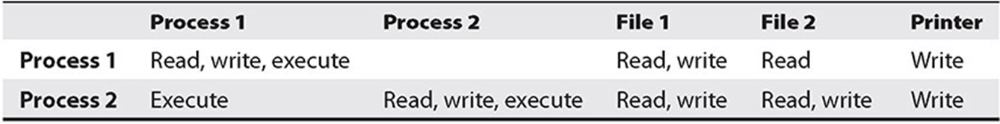 Process 1 Process 2 File 1 File 2 Printer
Process 1 Read, write, execute Read, write Read Write
Process 2 Execute Read, write, execute Read, write Read, write Write